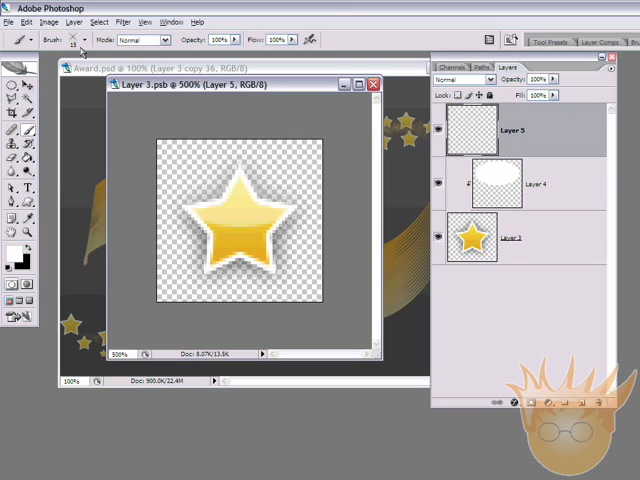 Adobe Photoshop
File Edit Image Layer Select Filter View Window Help
Brush: 15 Mode: Normal Opacity: 100% Flow: 100%
Tool Presets Layer Comps
Award.psd @ 100% (Layer 3 copy 36, RGB/8)
Layer 3.psb @ 500% (Layer 5, RGB/8)
Channels Paths Layers
Normal Opacity: 100%
Lock: Fill: 100%
Layer 5
Layer 4
Layer 3
500% Doc: 8.07K/13.5K
100% Doc: 900.0K/22.4M